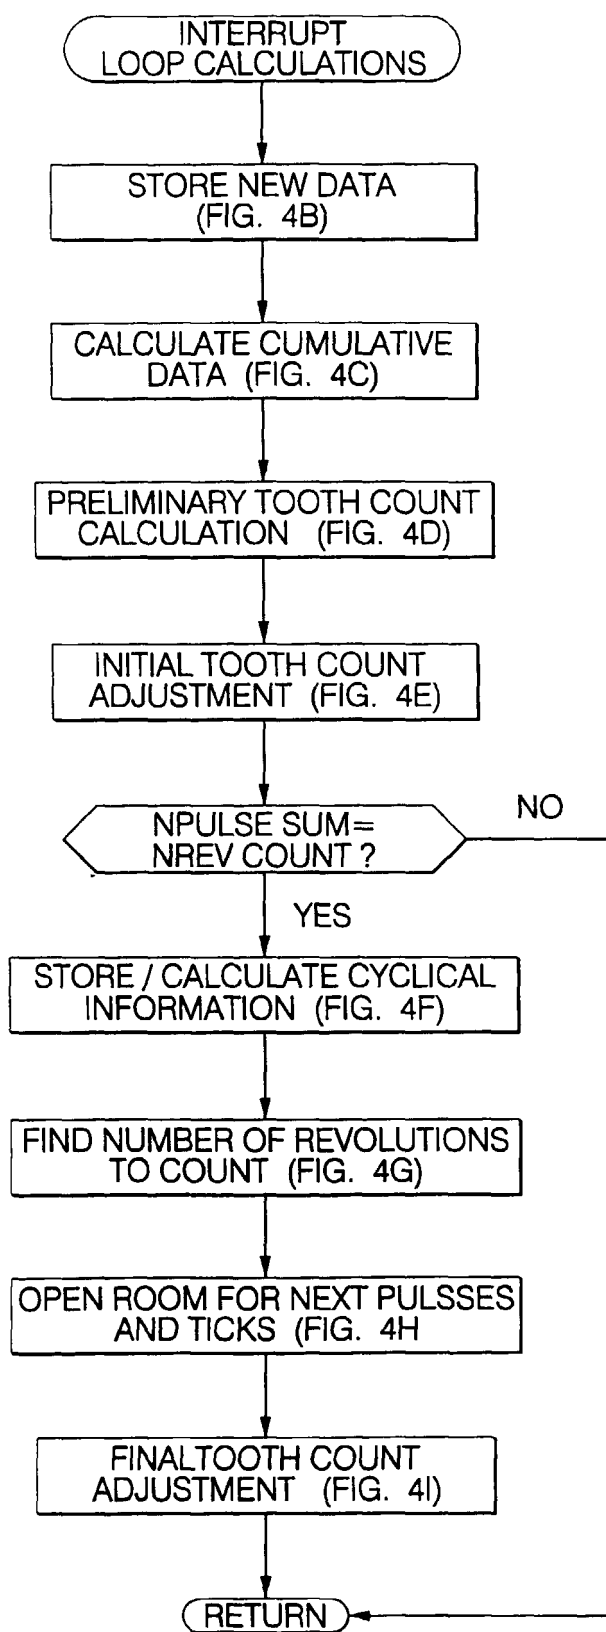 INTERRUPT
LOOP CALCULATIONS
STORE NEW DATA
(FIG. 4B)
CALCULATE CUMULATIVE
DATA (FIG. 4C)
PRELIMINARY TOOTH COUNT
CALCULATION (FIG. 4D)
INITIAL TOOTH COUNT
ADJUSTMENT (FIG. 4E)
NPULSE SUM=
NREV COUNT ?
NO
YES
STORE / CALCULATE CYCLICAL
INFORMATION (FIG. 4F)
FIND NUMBER OF REVOLUTIONS
TO COUNT (FIG. 4G)
OPEN ROOM FOR NEXT PULSSES
AND TICKS (FIG. 4H
FINALTOOTH COUNT
ADJUSTMENT (FIG. 4I)
RETURN